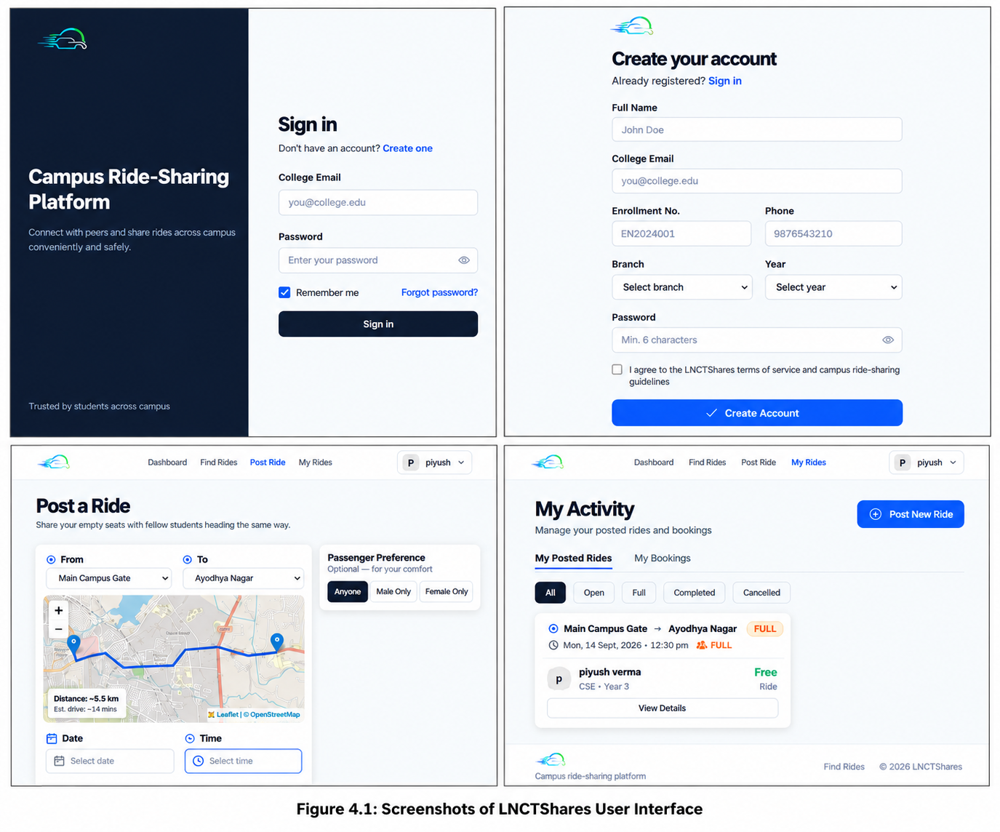 Campus Ride-Sharing
Platform
Connect with peers and share rides across campus
conveniently and safely.
Trusted by students across campus
Sign in
Don't have an account? Create one
College Email
you@college.edu
Password
Enter your password
Remember me Forgot password?
Sign in
Create your account
Already registered? Sign in
Full Name
John Doe
College Email
you@college.edu
Enrollment No. Phone
EN2024001 9876543210
Branch Year
Select branch Select year
Password
Min. 6 characters
I agree to the LNCTShares terms of service and campus ride-sharing
guidelines
Create Account
Dashboard Find Rides Post Ride My Rides P piyush
Post a Ride
Share your empty seats with fellow students heading the same way.
From To
Main Campus Gate Ayodhya Nagar
+
−
Distance: ~5.5 km
Est. drive: ~14 mins
Leaflet | © OpenStreetMap
Date Time
Select date Select time
Passenger Preference
Optional — for your comfort
Anyone Male Only Female Only
Dashboard Find Rides Post Ride My Rides P piyush
My Activity
Manage your posted rides and bookings
Post New Ride
My Posted Rides My Bookings
All Open Full Completed Cancelled
Main Campus Gate → Ayodhya Nagar FULL
Mon, 14 Sept, 2026 • 12:30 pm FULL
p piyush verma Free
CSE • Year 3 Ride
View Details
Campus ride-sharing platform
Find Rides © 2026 LNCTShares
Figure 4.1: Screenshots of LNCTShares User Interface